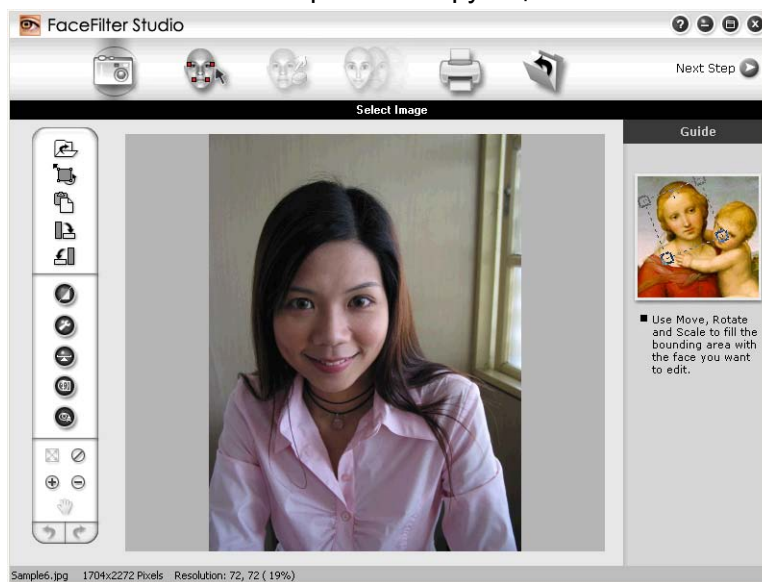 FaceFilter Studio
Next Step
Select Image
Guide
Use Move, Rotate
and Scale to fill the
bounding area with
the face you want
to edit.
Sample6.jpg 1704x2272 Pixels Resolution: 72, 72 ( 19%)